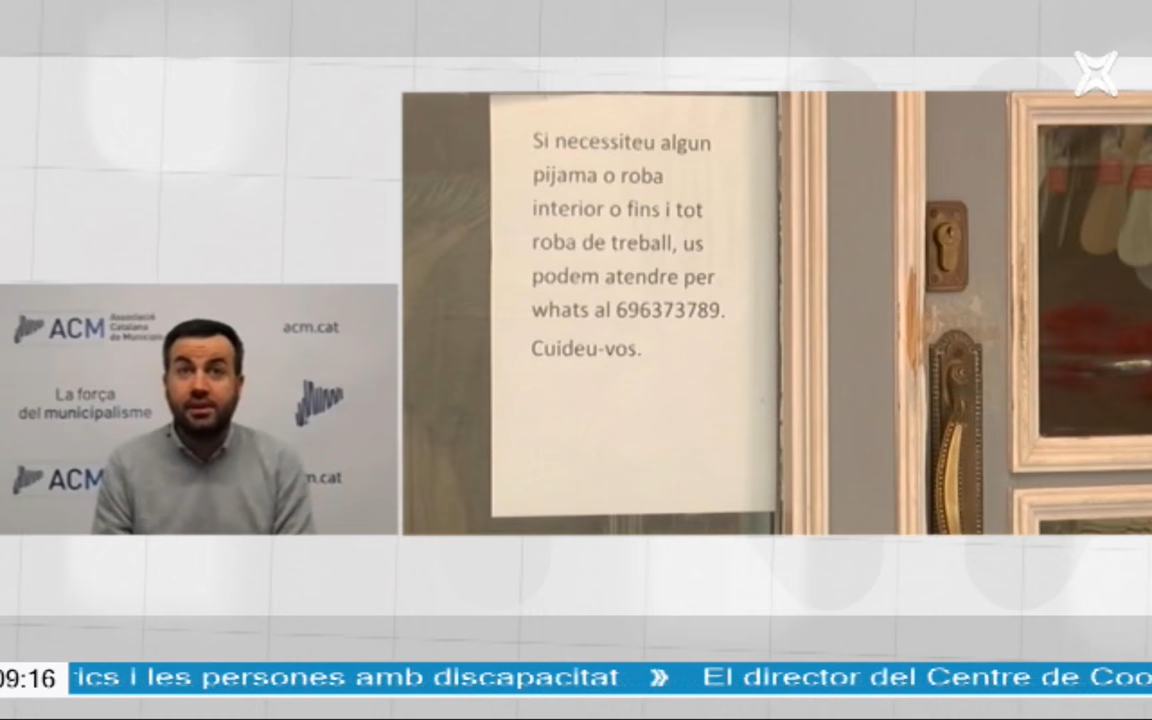 Si necessiteu algun
pijama o roba
interior o fins i tot
roba de treball, us
podem atendre per
whats al 696373789.
Cuideu-vos.
ACM Associació
Catalana
de Municipis
acm.cat
La força
del municipalisme
ACM
m.cat
09:16
rics i les persones amb discapacitat » El director del Centre de Coo